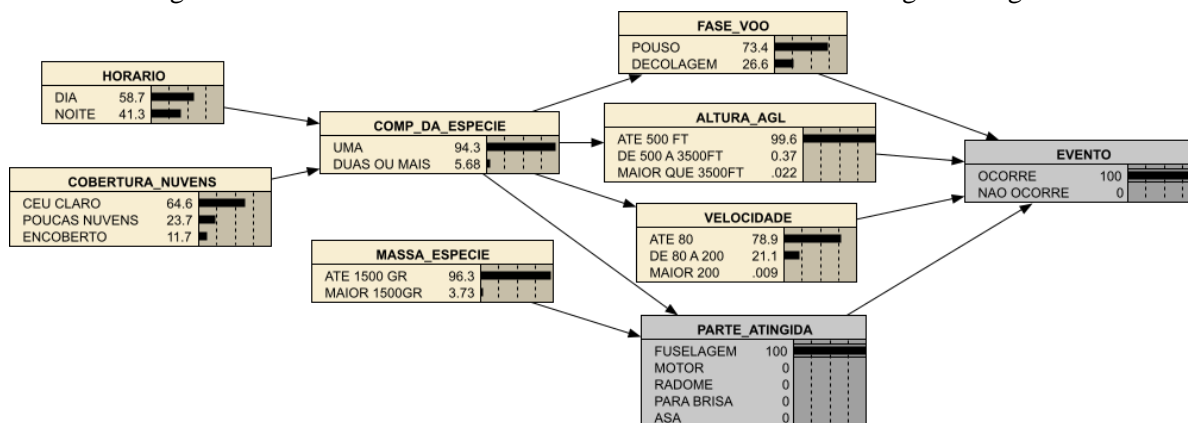 FASE_VOO
POUSO 73.4
DECOLAGEM 26.6
HORARIO
DIA 58.7
NOITE 41.3
COMP_DA_ESPECIE
UMA 94.3
DUAS OU MAIS 5.68
ALTURA_AGL
ATE 500 FT 99.6
DE 500 A 3500FT 0.37
MAIOR QUE 3500FT .022
EVENTO
OCORRE 100
NAO OCORRE 0
COBERTURA_NUVENS
CEU CLARO 64.6
POUCAS NUVENS 23.7
ENCOBERTO 11.7
VELOCIDADE
ATE 80 78.9
DE 80 A 200 21.1
MAIOR 200 .009
MASSA_ESPECIE
ATE 1500 GR 96.3
MAIOR 1500GR 3.73
PARTE_ATINGIDA
FUSELAGEM 100
MOTOR 0
RADOME 0
PARA BRISA 0
ASA 0